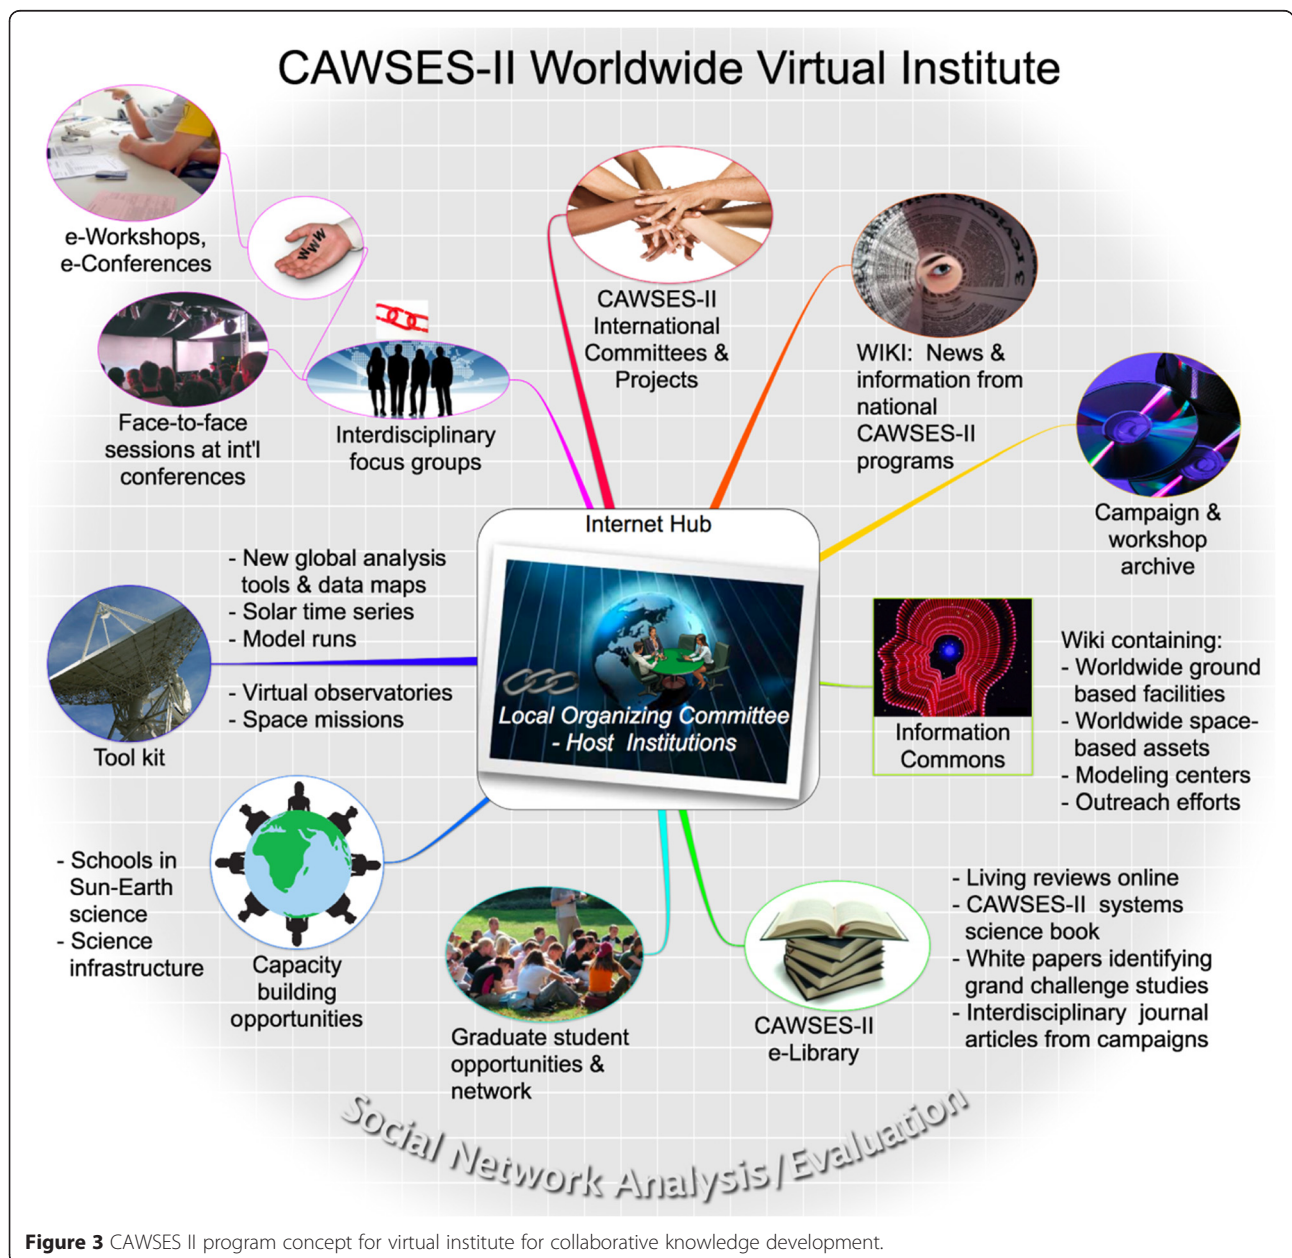 CAWSES-II Worldwide Virtual Institute
e-Workshops,
e-Conferences
WWW
Face-to-face
sessions at int'l
conferences
Interdisciplinary
focus groups
CAWSES-II
International
Committees &
Projects
WIKI:  News &
information from
national
CAWSES-II
programs
Campaign &
workshop
archive
Internet Hub
Local Organizing Committee
- Host Institutions
- New global analysis
tools & data maps
- Solar time series
- Model runs
- Virtual observatories
- Space missions
Tool kit
Information
Commons
Wiki containing:
- Worldwide ground
based facilities
- Worldwide space-
based assets
- Modeling centers
- Outreach efforts
- Schools in
Sun-Earth
science
- Science
infrastructure
Capacity
building
opportunities
Graduate student
opportunities &
network
CAWSES-II
e-Library
- Living reviews online
- CAWSES-II systems
science book
- White papers identifying
grand challenge studies
- Interdisciplinary journal
articles from campaigns
Social Network Analysis/Evaluation
Figure 3 CAWSES II program concept for virtual institute for collaborative knowledge development.